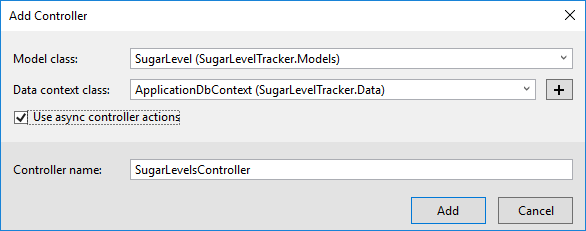 Add Controller
Model class: SugarLevel (SugarLevelTracker.Models)
Data context class: ApplicationDbContext (SugarLevelTracker.Data) +
Use async controller actions
Controller name: SugarLevelsController
Add Cancel